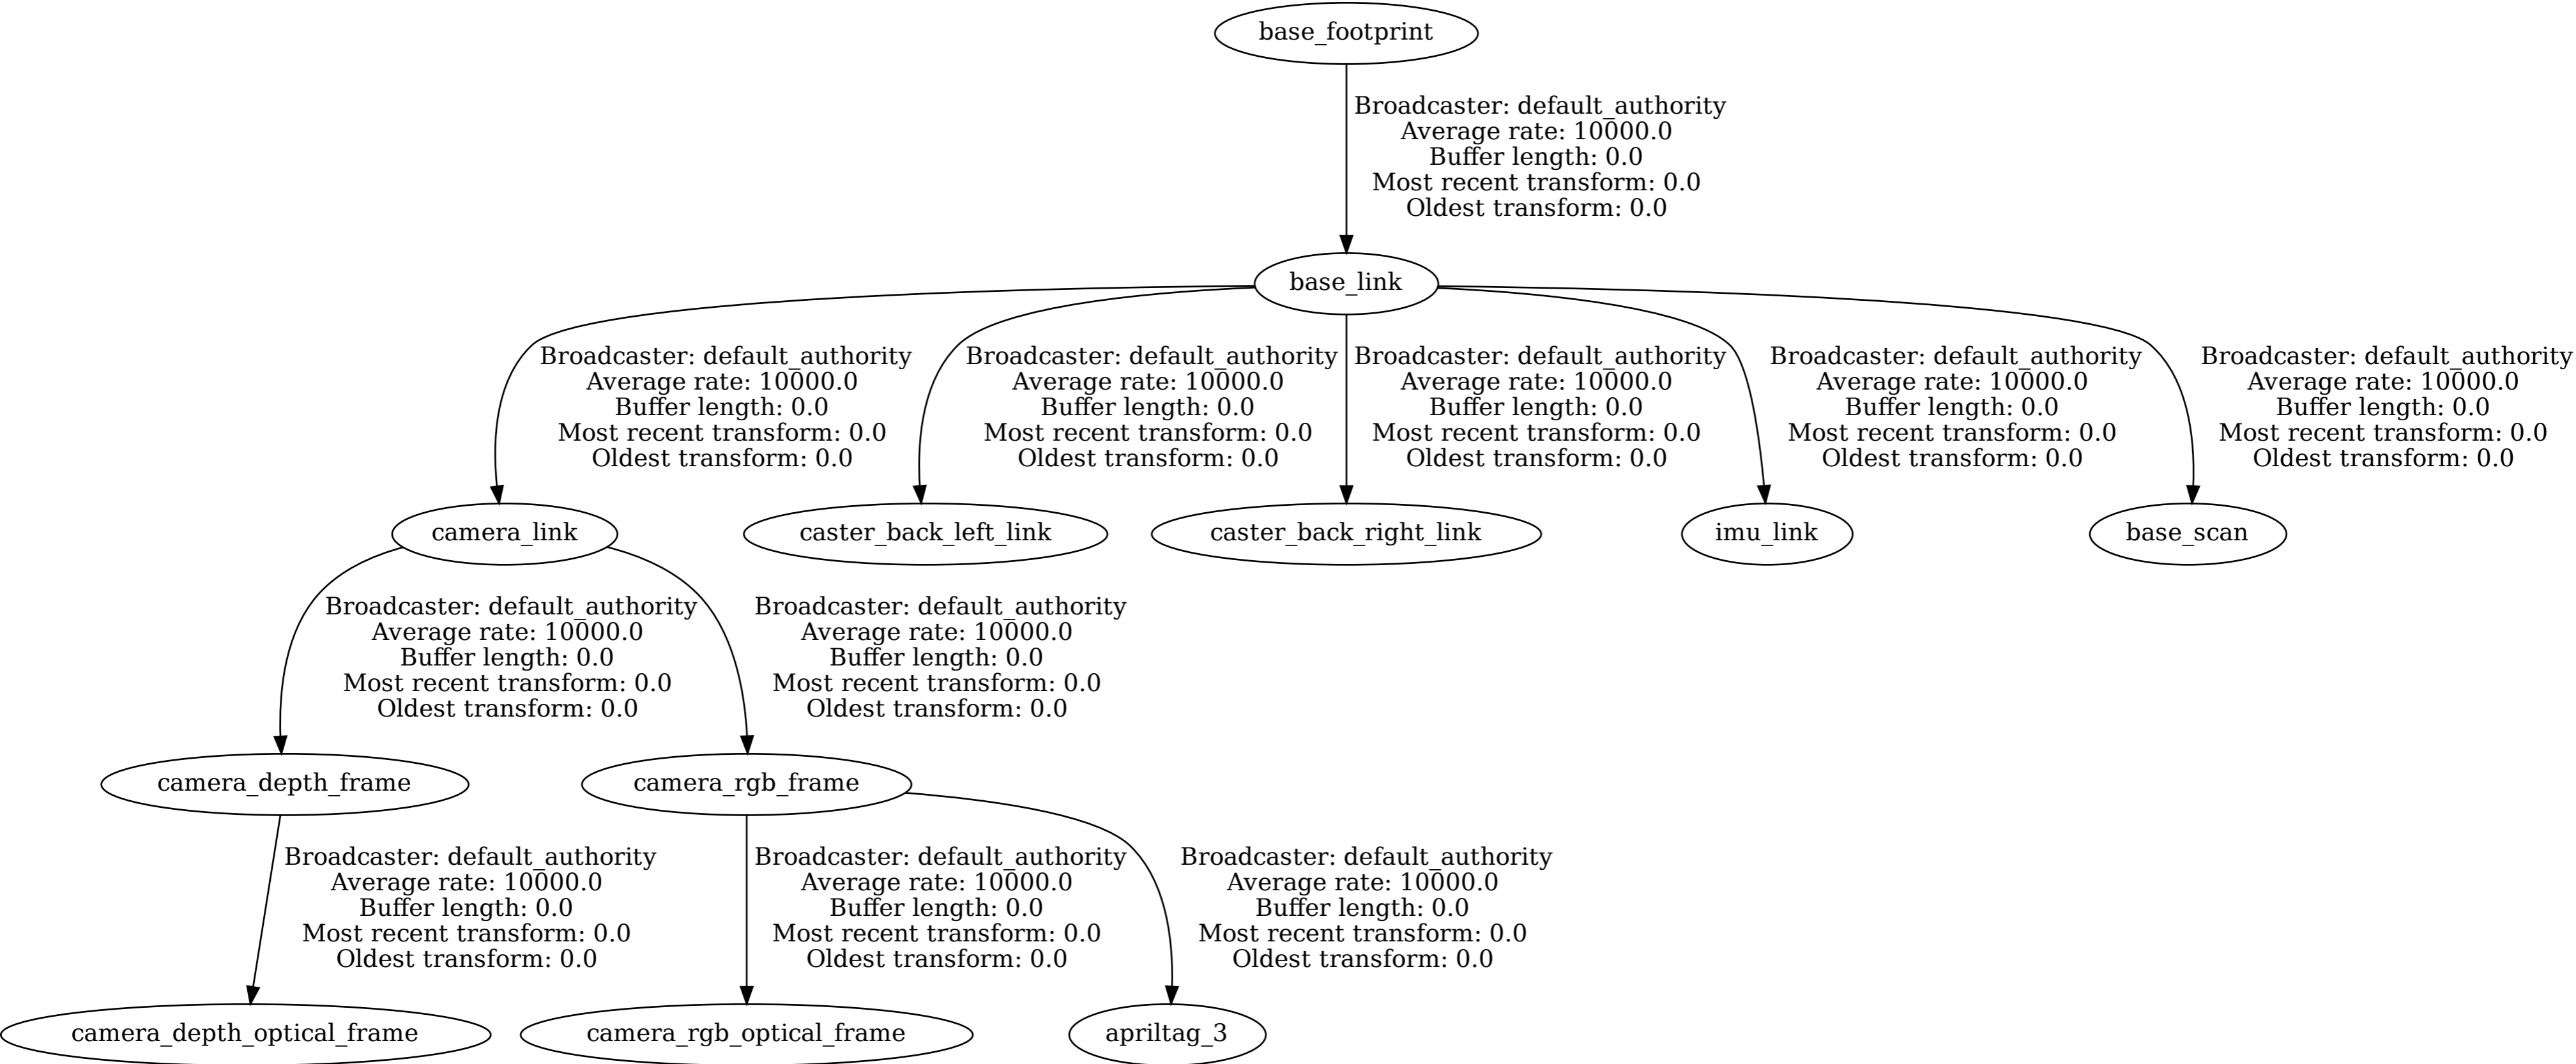 base_footprint
Broadcaster: default_authority
Average rate: 10000.0
Buffer length: 0.0
Most recent transform: 0.0
Oldest transform: 0.0
base_link
Broadcaster: default_authority
Average rate: 10000.0
Buffer length: 0.0
Most recent transform: 0.0
Oldest transform: 0.0
Broadcaster: default_authority
Average rate: 10000.0
Buffer length: 0.0
Most recent transform: 0.0
Oldest transform: 0.0
Broadcaster: default_authority
Average rate: 10000.0
Buffer length: 0.0
Most recent transform: 0.0
Oldest transform: 0.0
Broadcaster: default_authority
Average rate: 10000.0
Buffer length: 0.0
Most recent transform: 0.0
Oldest transform: 0.0
Broadcaster: default_authority
Average rate: 10000.0
Buffer length: 0.0
Most recent transform: 0.0
Oldest transform: 0.0
camera_link
caster_back_left_link
caster_back_right_link
imu_link
base_scan
Broadcaster: default_authority
Average rate: 10000.0
Buffer length: 0.0
Most recent transform: 0.0
Oldest transform: 0.0
Broadcaster: default_authority
Average rate: 10000.0
Buffer length: 0.0
Most recent transform: 0.0
Oldest transform: 0.0
camera_depth_frame
camera_rgb_frame
Broadcaster: default_authority
Average rate: 10000.0
Buffer length: 0.0
Most recent transform: 0.0
Oldest transform: 0.0
Broadcaster: default_authority
Average rate: 10000.0
Buffer length: 0.0
Most recent transform: 0.0
Oldest transform: 0.0
Broadcaster: default_authority
Average rate: 10000.0
Buffer length: 0.0
Most recent transform: 0.0
Oldest transform: 0.0
camera_depth_optical_frame
camera_rgb_optical_frame
apriltag_3